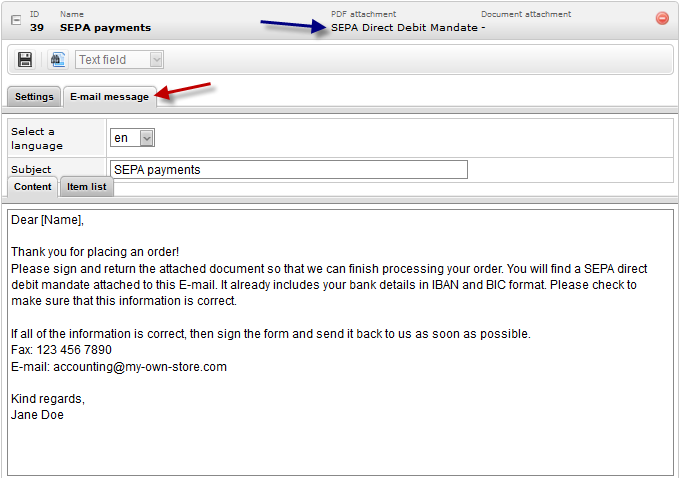 ID Name PDF attachment Document attachment
39 SEPA payments SEPA Direct Debit Mandate -
Text field
Settings E-mail message
Select a
language
en
Subject SEPA payments
Content Item list
Dear [Name],
Thank you for placing an order!
Please sign and return the attached document so that we can finish processing your order. You will find a SEPA direct
debit mandate attached to this E-mail. It already includes your bank details in IBAN and BIC format. Please check to
make sure that this information is correct.
If all of the information is correct, then sign the form and send it back to us as soon as possible.
Fax: 123 456 7890
E-mail: accounting@my-own-store.com
Kind regards,
Jane Doe